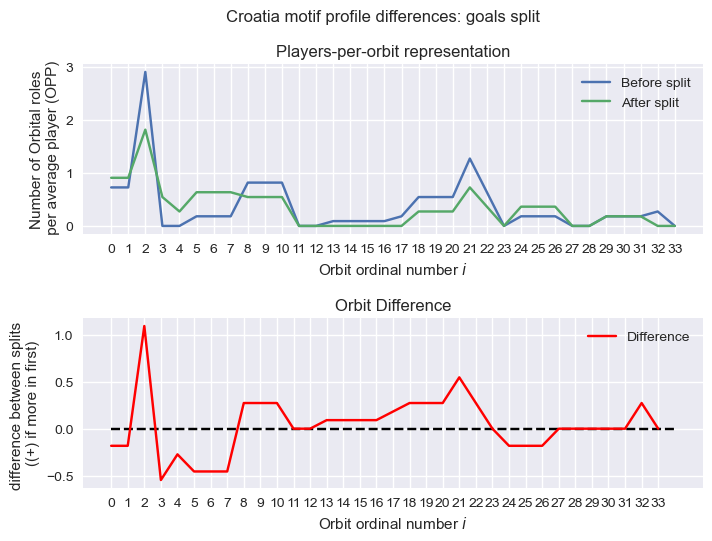 Croatia motif profile differences: goals split
Players-per-orbit representation
Number of Orbital roles
per average player (OPP)
3
2
1
0
Before split
After split
0 1 2 3 4 5 6 7 8 9 10 11 12 13 14 15 16 17 18 19 20 21 22 23 24 25 26 27 28 29 30 31 32 33
Orbit ordinal number i
Orbit Difference
difference between splits
((+) if more in first)
1.0
0.5
0.0
−0.5
Difference
0 1 2 3 4 5 6 7 8 9 10 11 12 13 14 15 16 17 18 19 20 21 22 23 24 25 26 27 28 29 30 31 32 33
Orbit ordinal number i